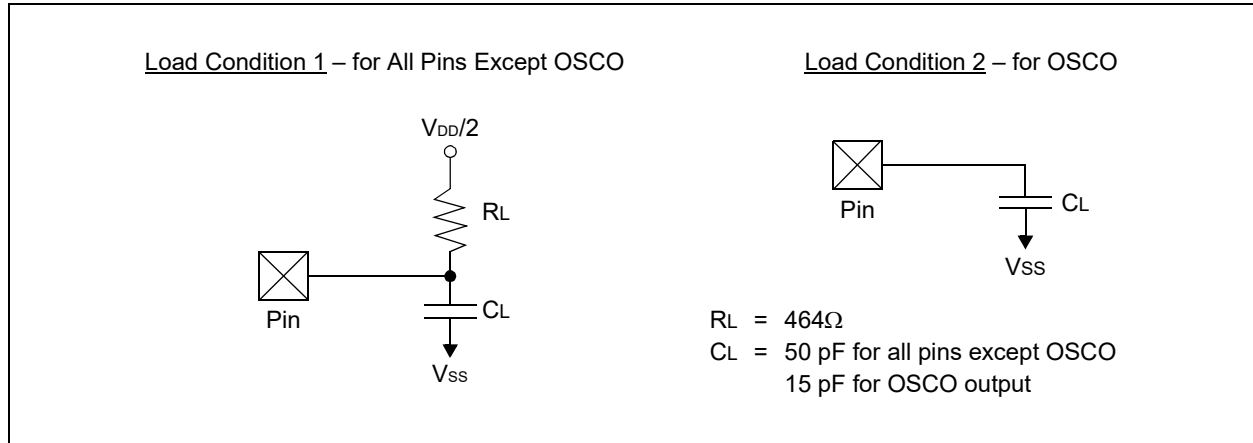 Load Condition 1 – for All Pins Except OSCO
VDD/2
RL
Pin
CL
VSS
Load Condition 2 – for OSCO
Pin
CL
VSS
RL = 464Ω
CL = 50 pF for all pins except OSCO
15 pF for OSCO output